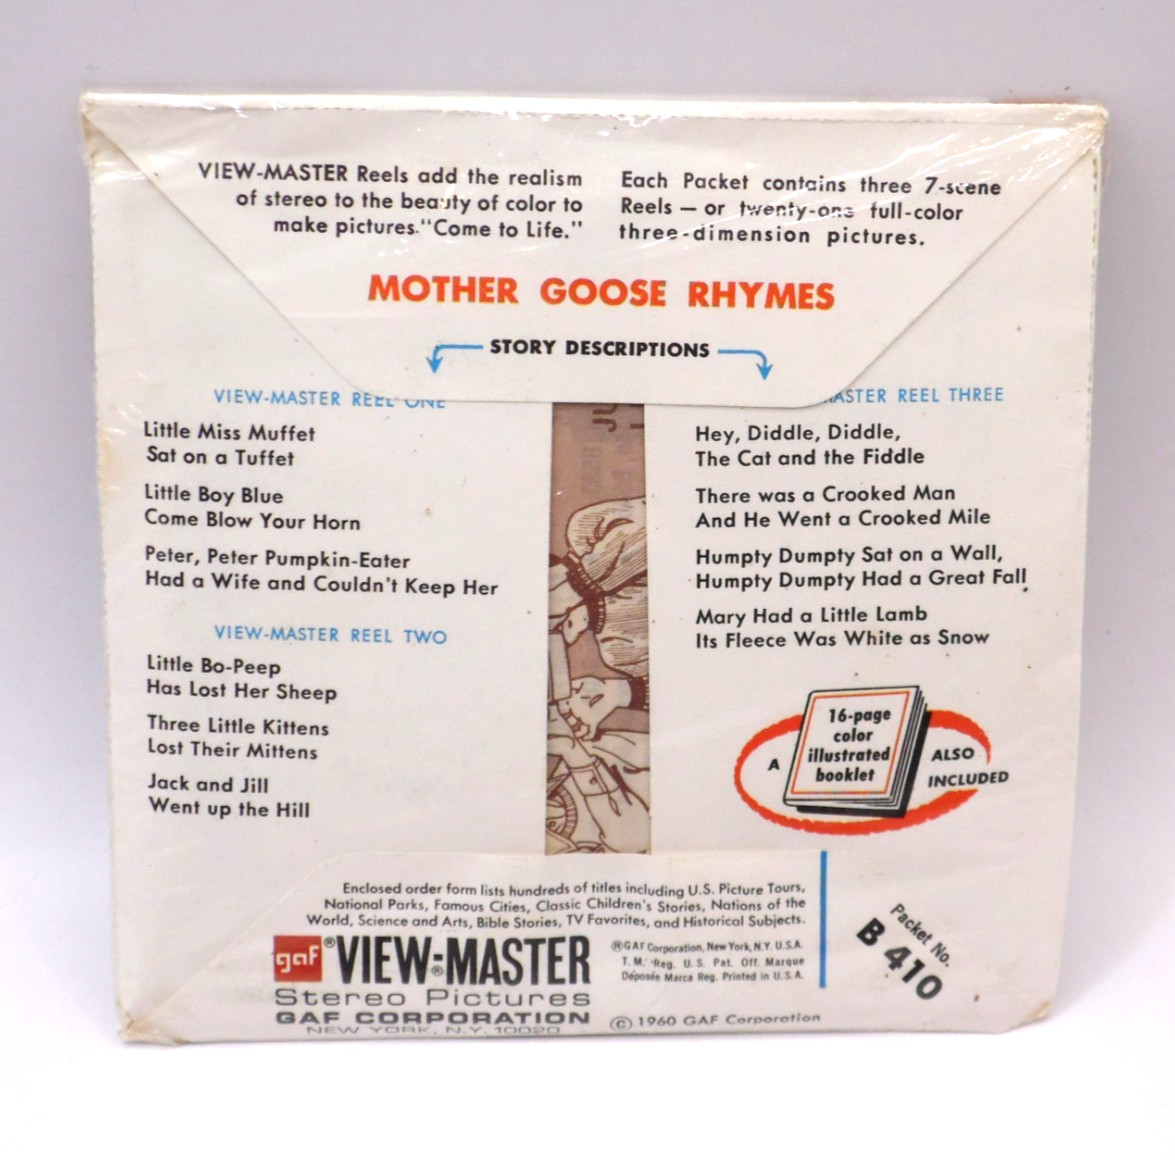 VIEW-MASTER Reels add the realism
of stereo to the beauty of color to
make pictures "Come to Life."
Each Packet contains three 7-scene
Reels — or twenty-one full-color
three-dimension pictures.
MOTHER GOOSE RHYMES
STORY DESCRIPTIONS
VIEW-MASTER REEL ONE
Little Miss Muffet
Sat on a Tuffet
Little Boy Blue
Come Blow Your Horn
Peter, Peter Pumpkin-Eater
Had a Wife and Couldn't Keep Her
VIEW-MASTER REEL TWO
Little Bo-Peep
Has Lost Her Sheep
Three Little Kittens
Lost Their Mittens
Jack and Jill
Went up the Hill
ASTER REEL THREE
Hey, Diddle, Diddle,
The Cat and the Fiddle
There was a Crooked Man
And He Went a Crooked Mile
Humpty Dumpty Sat on a Wall,
Humpty Dumpty Had a Great Fall
Mary Had a Little Lamb
Its Fleece Was White as Snow
A
16-page
color
illustrated
booklet
ALSO
INCLUDED
Enclosed order form lists hundreds of titles including U.S. Picture Tours,
National Parks, Famous Cities, Classic Children's Stories, Nations of the
World, Science and Arts, Bible Stories, TV Favorites, and Historical Subjects.
gaf ® VIEW-MASTER®
Stereo Pictures
GAF CORPORATION
NEW YORK, N.Y. 10020
®GAF Corporation, New York, N.Y. U.S.A.
T. M. Reg. U. S. Pat. Off. Marque
Déposée Marca Reg. Printed in U.S.A.
© 1960 GAF Corporation
Packet No.
B 410